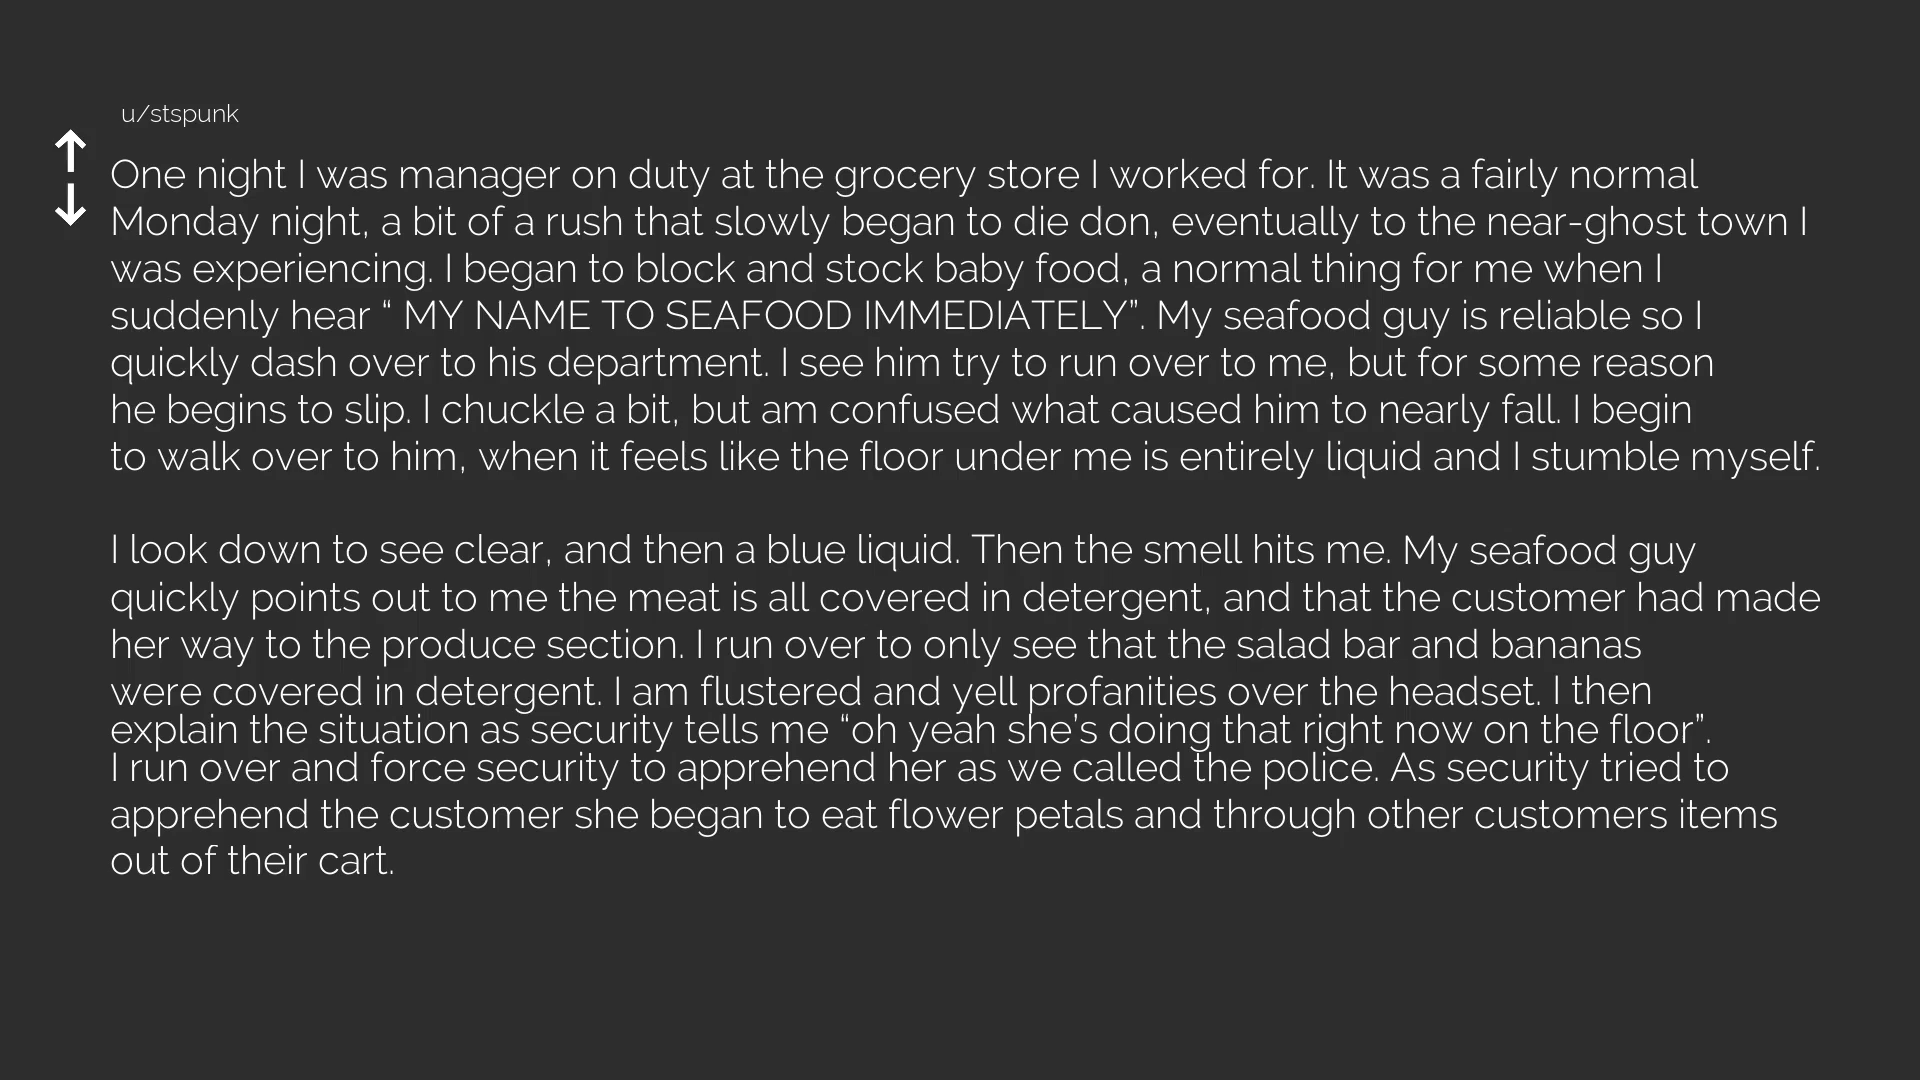 u/stspunk
One night I was manager on duty at the grocery store I worked for. It was a fairly normal
Monday night, a bit of a rush that slowly began to die don, eventually to the near-ghost town I
was experiencing. I began to block and stock baby food, a normal thing for me when I
suddenly hear “ MY NAME TO SEAFOOD IMMEDIATELY”. My seafood guy is reliable so I
quickly dash over to his department. I see him try to run over to me, but for some reason
he begins to slip. I chuckle a bit, but am confused what caused him to nearly fall. I begin
to walk over to him, when it feels like the floor under me is entirely liquid and I stumble myself.
I look down to see clear, and then a blue liquid. Then the smell hits me. My seafood guy
quickly points out to me the meat is all covered in detergent, and that the customer had made
her way to the produce section. I run over to only see that the salad bar and bananas
were covered in detergent. I am flustered and yell profanities over the headset. I then
explain the situation as security tells me “oh yeah she’s doing that right now on the floor”.
I run over and force security to apprehend her as we called the police. As security tried to
apprehend the customer she began to eat flower petals and through other customers items
out of their cart.